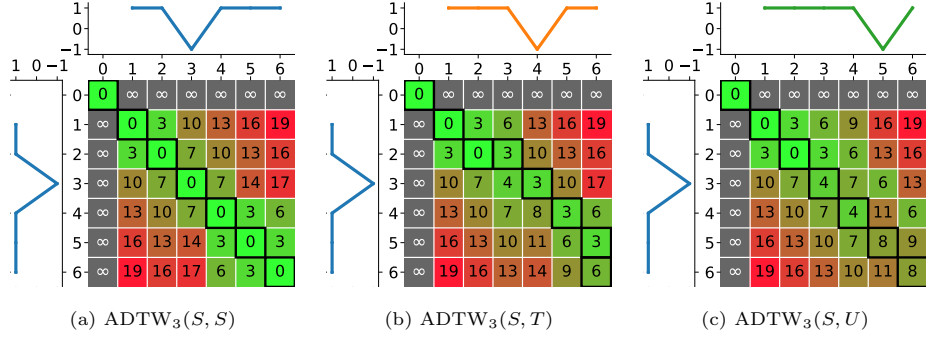 1
0
−1
0 1 2 3 4 5 6
1 0 −1
0 0 ∞ ∞ ∞ ∞ ∞ ∞
1 ∞ 0 3 10 13 16 19
2 ∞ 3 0 7 10 13 16
3 ∞ 10 7 0 7 14 17
4 ∞ 13 10 7 0 3 6
5 ∞ 16 13 14 3 0 3
6 ∞ 19 16 17 6 3 0
(a) ADTW₃(S, S)
1
0
−1
0 1 2 3 4 5 6
1 0 −1
0 0 ∞ ∞ ∞ ∞ ∞ ∞
1 ∞ 0 3 6 13 16 19
2 ∞ 3 0 3 10 13 16
3 ∞ 10 7 4 3 10 17
4 ∞ 13 10 7 8 3 6
5 ∞ 16 13 10 11 6 3
6 ∞ 19 16 13 14 9 6
(b) ADTW₃(S, T)
1
0
−1
0 1 2 3 4 5 6
1 0 −1
0 0 ∞ ∞ ∞ ∞ ∞ ∞
1 ∞ 0 3 6 9 16 19
2 ∞ 3 0 3 6 13 16
3 ∞ 10 7 4 7 6 13
4 ∞ 13 10 7 4 11 6
5 ∞ 16 13 10 7 8 9
6 ∞ 19 16 13 10 11 8
(c) ADTW₃(S, U)